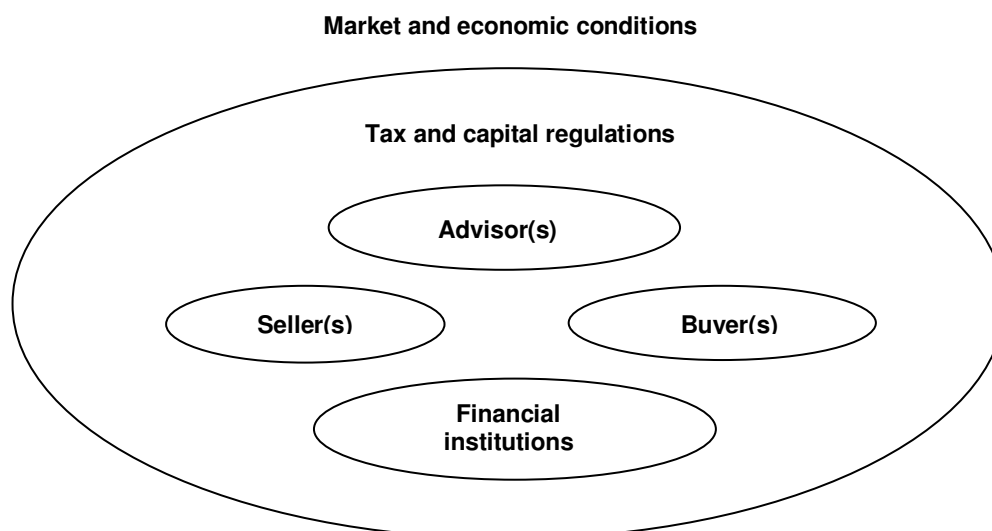 Market and economic conditions
Tax and capital regulations
Advisor(s)
Seller(s)
Buyer(s)
Financial
institutions